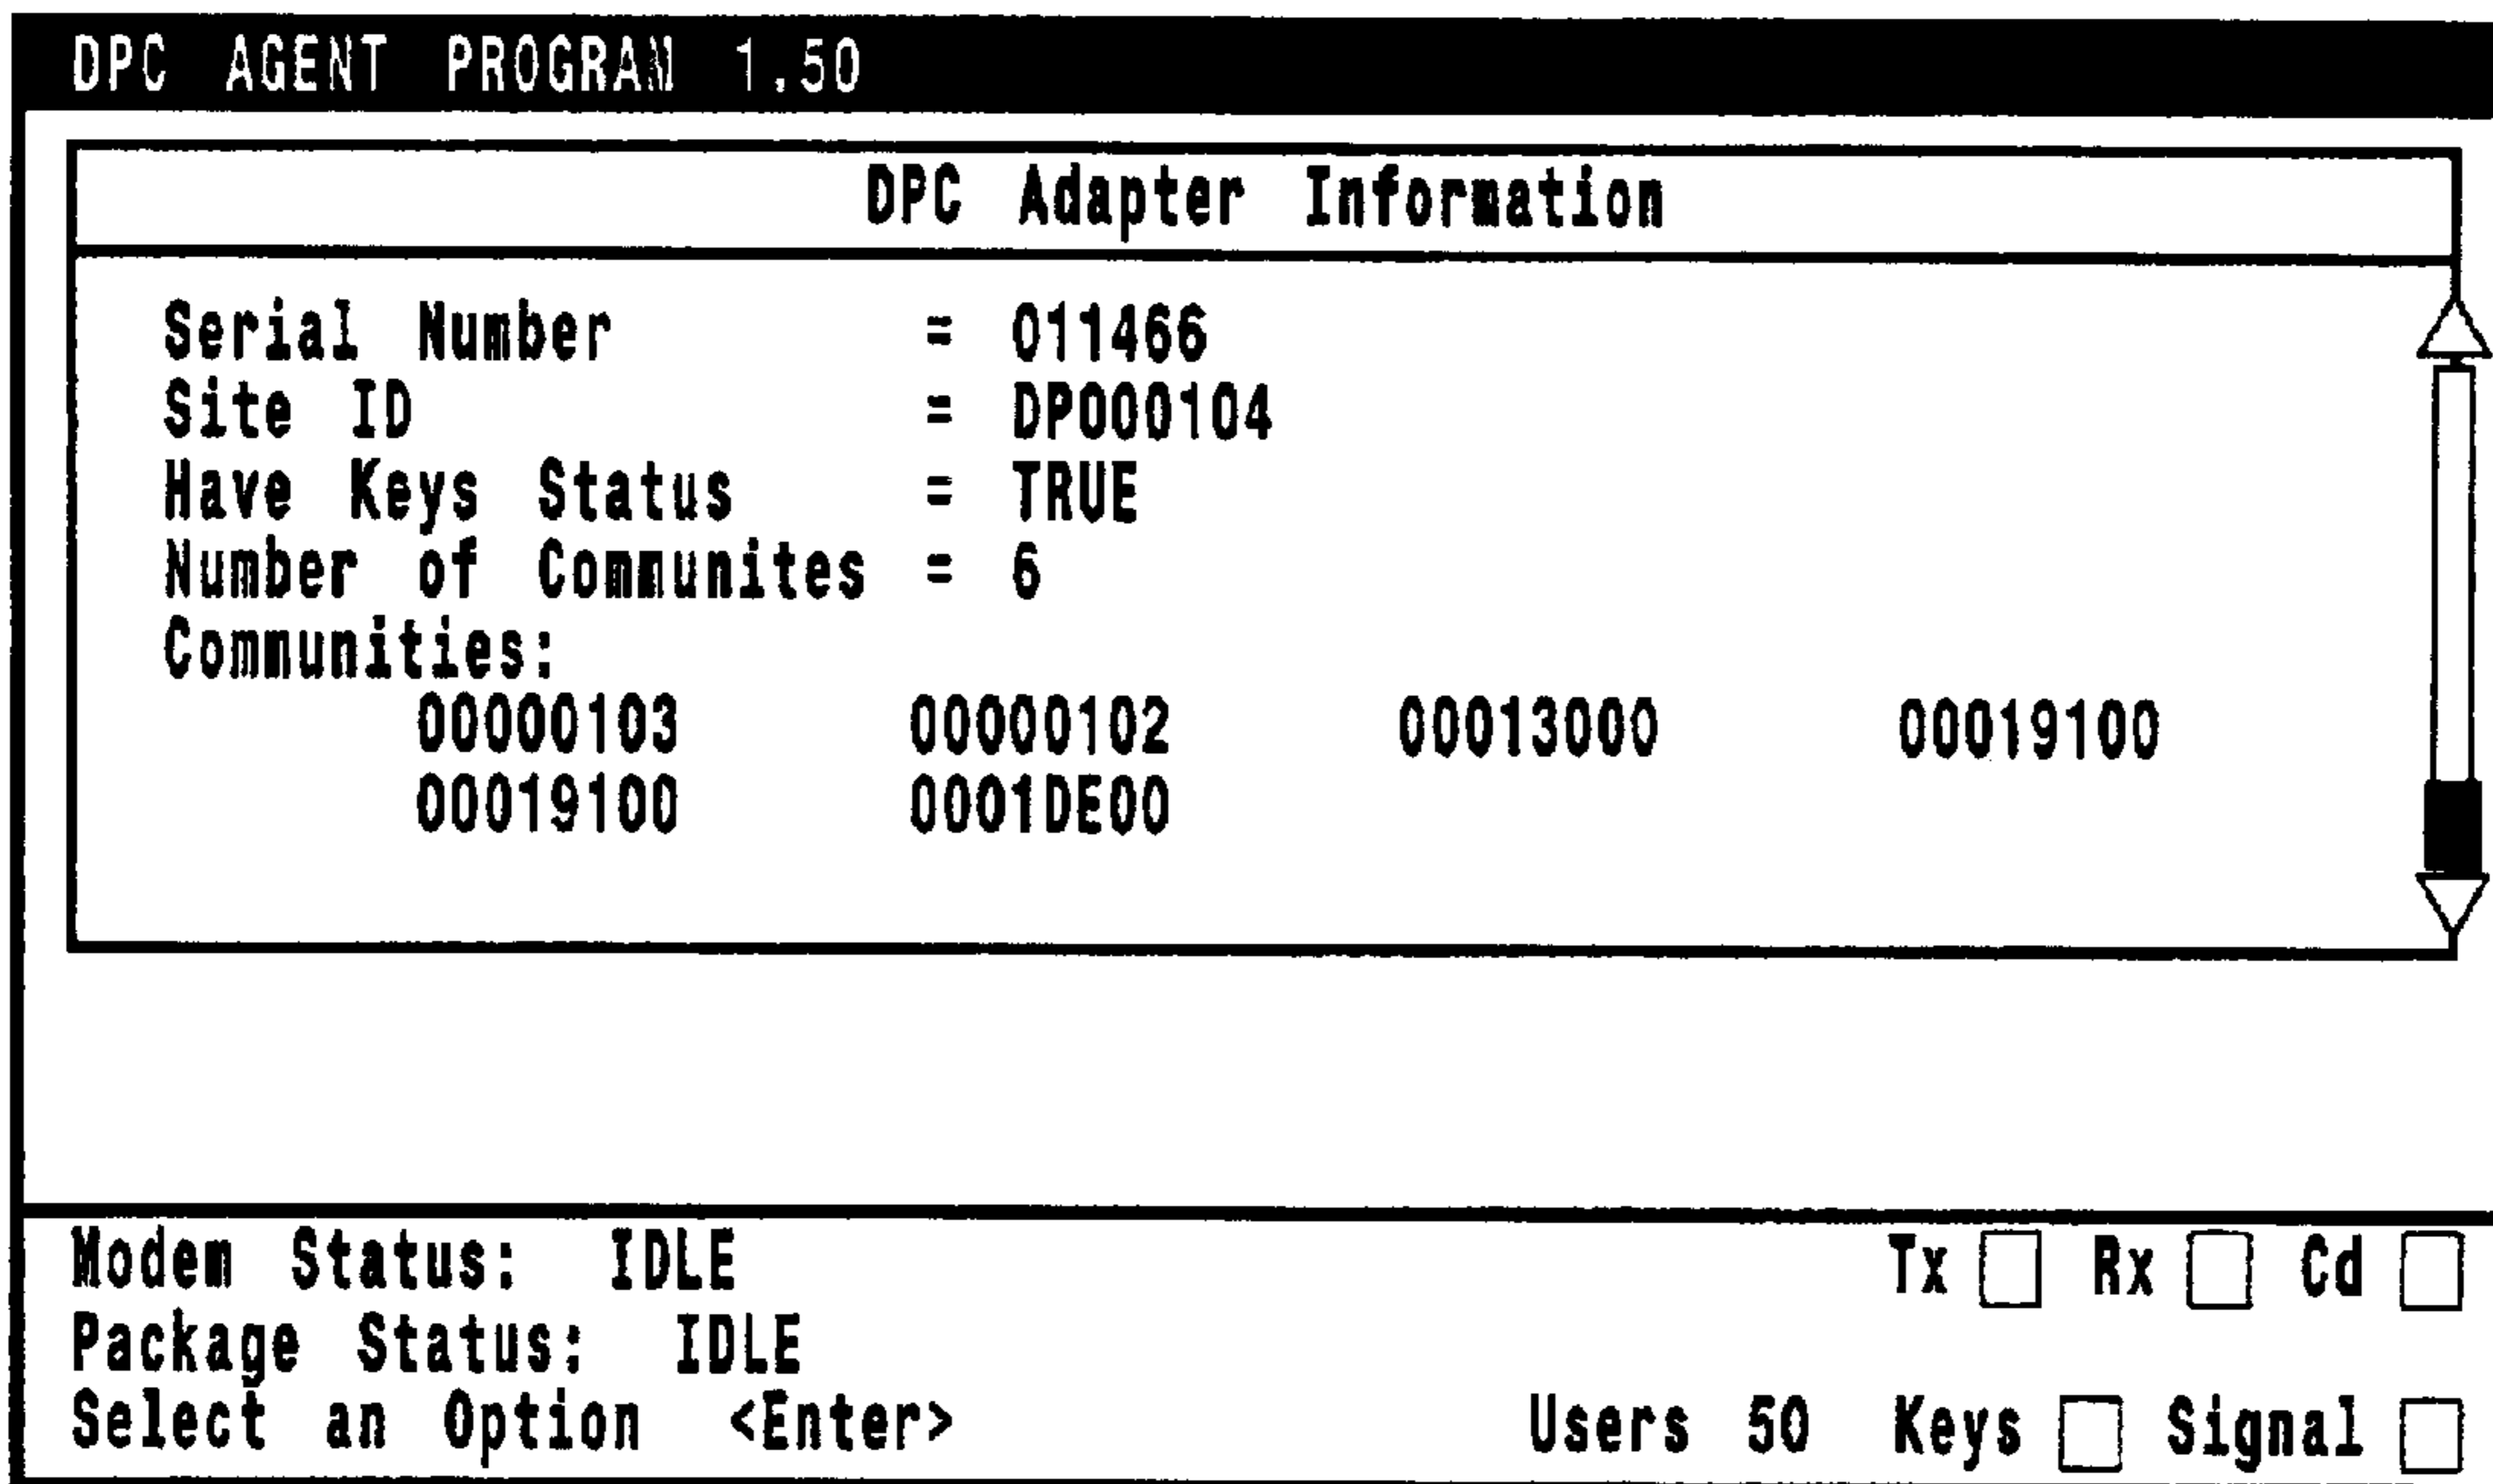 DPC AGENT PROGRAM 1.50
DPC Adapter Information
Serial Number = 011466
Site ID = DP000104
Have Keys Status = TRUE
Number of Communites = 6
Communities:
00000103 00000102 00013000 00019100
00019100 0001DE00
Modem Status: IDLE Tx Rx Cd
Package Status: IDLE
Select an Option <Enter> Users 50 Keys Signal